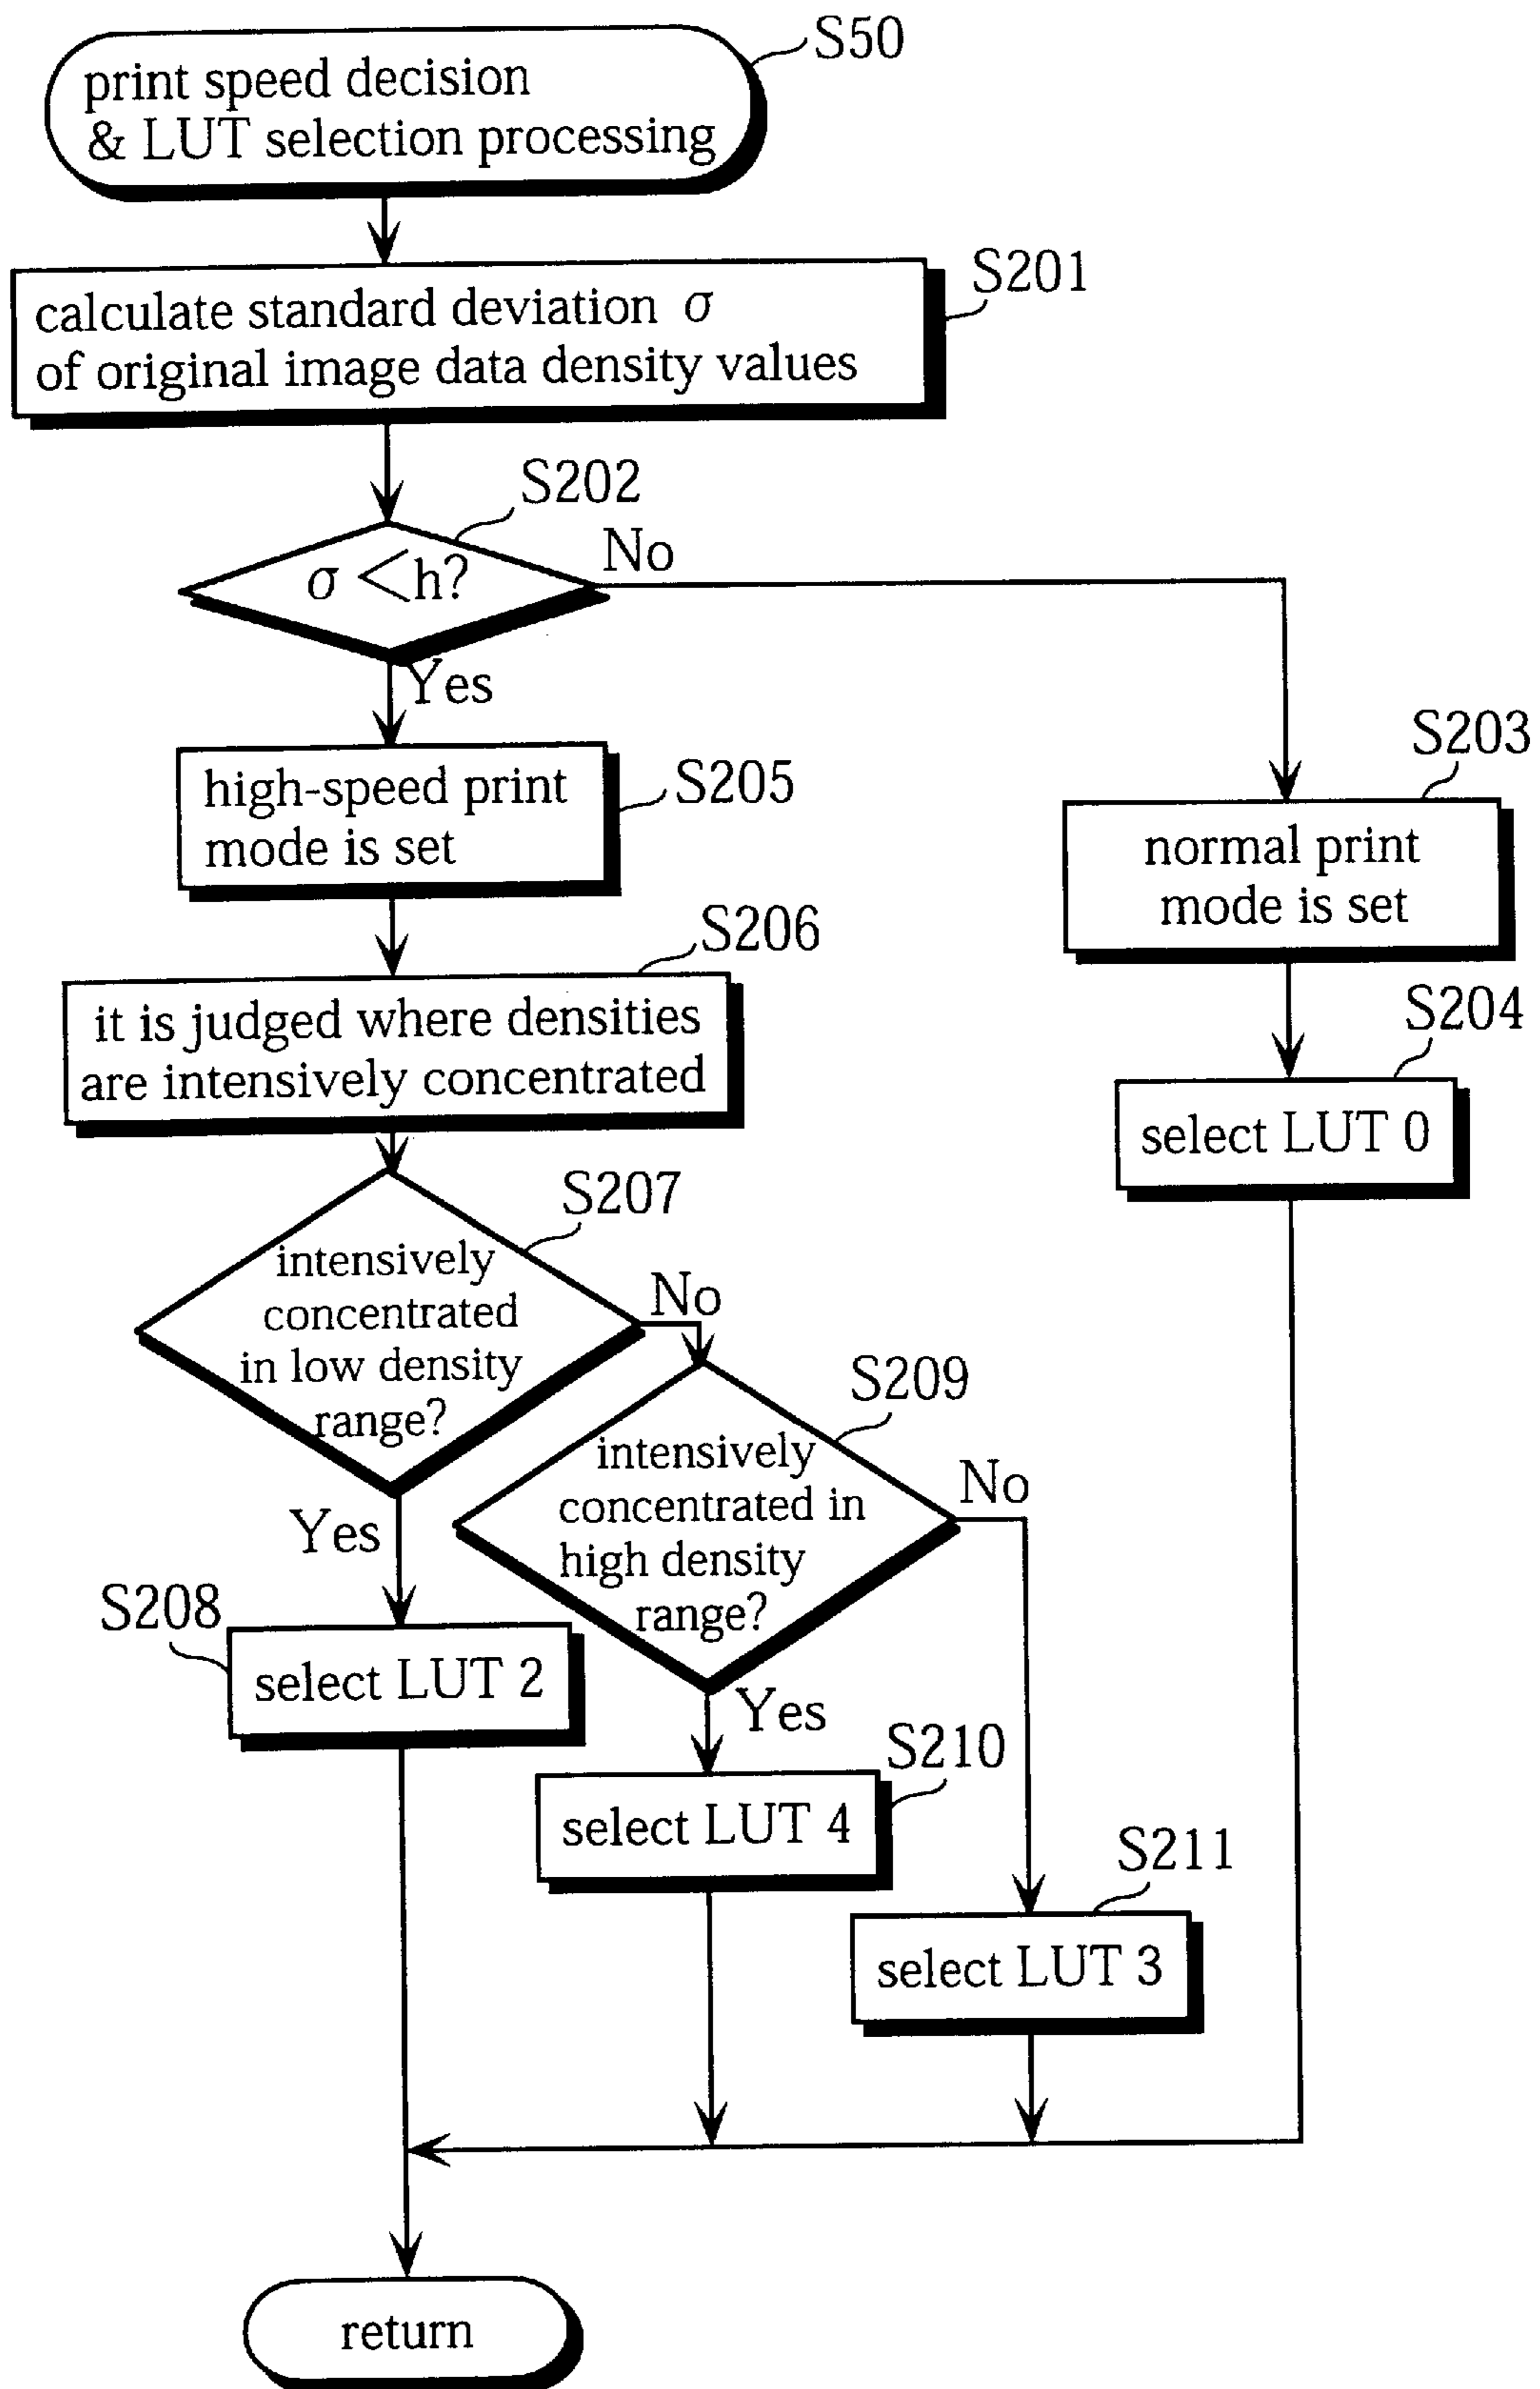 S50
print speed decision
& LUT selection processing
S201
calculate standard deviation σ
of original image data density values
S202
σ <h?
No
Yes
S203
high-speed print
mode is set
S205
normal print
mode is set
S206
it is judged where densities
are intensively concentrated
S204
select LUT 0
S207
intensively
concentrated
in low density
range?
No
S209
intensively
concentrated in
high density
range?
No
Yes
S208
select LUT 2
Yes
S210
select LUT 4
S211
select LUT 3
return